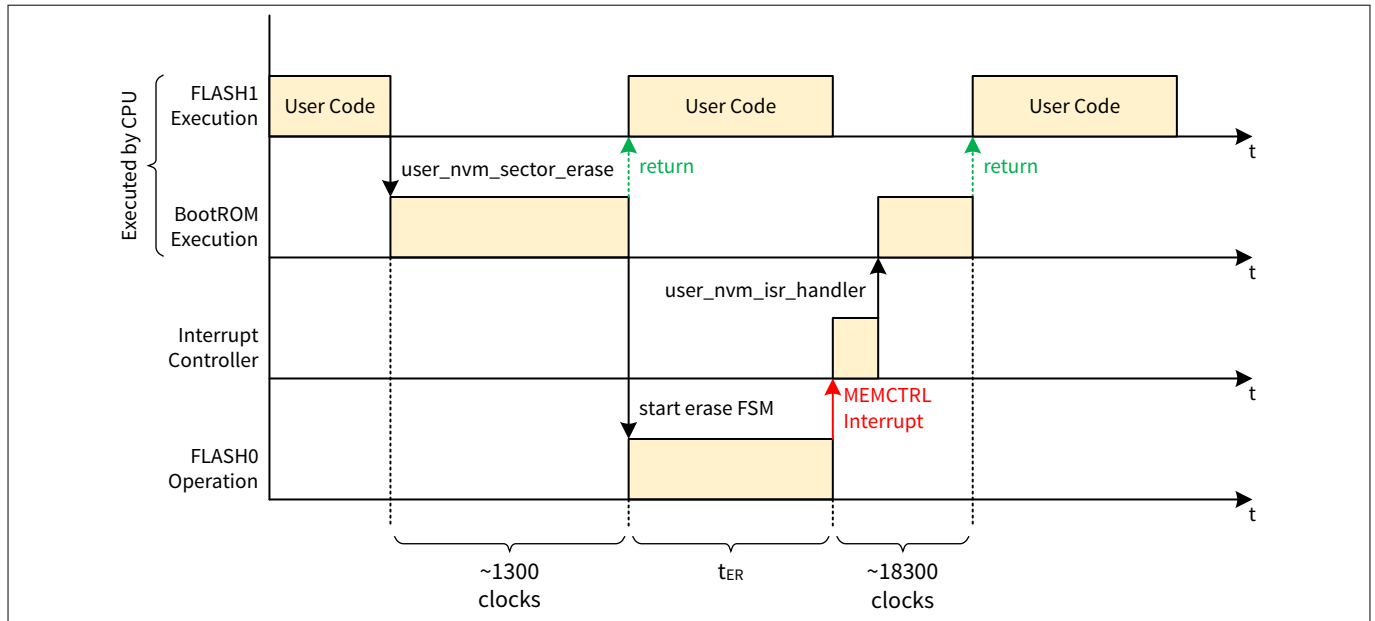 Executed by CPU
FLASH1
Execution
User Code
User Code
User Code
t
user_nvm_sector_erase
return
return
BootROM
Execution
t
user_nvm_isr_handler
Interrupt
Controller
t
start erase FSM
MEMCTRL
Interrupt
FLASH0
Operation
t
~1300
clocks
tER
~18300
clocks